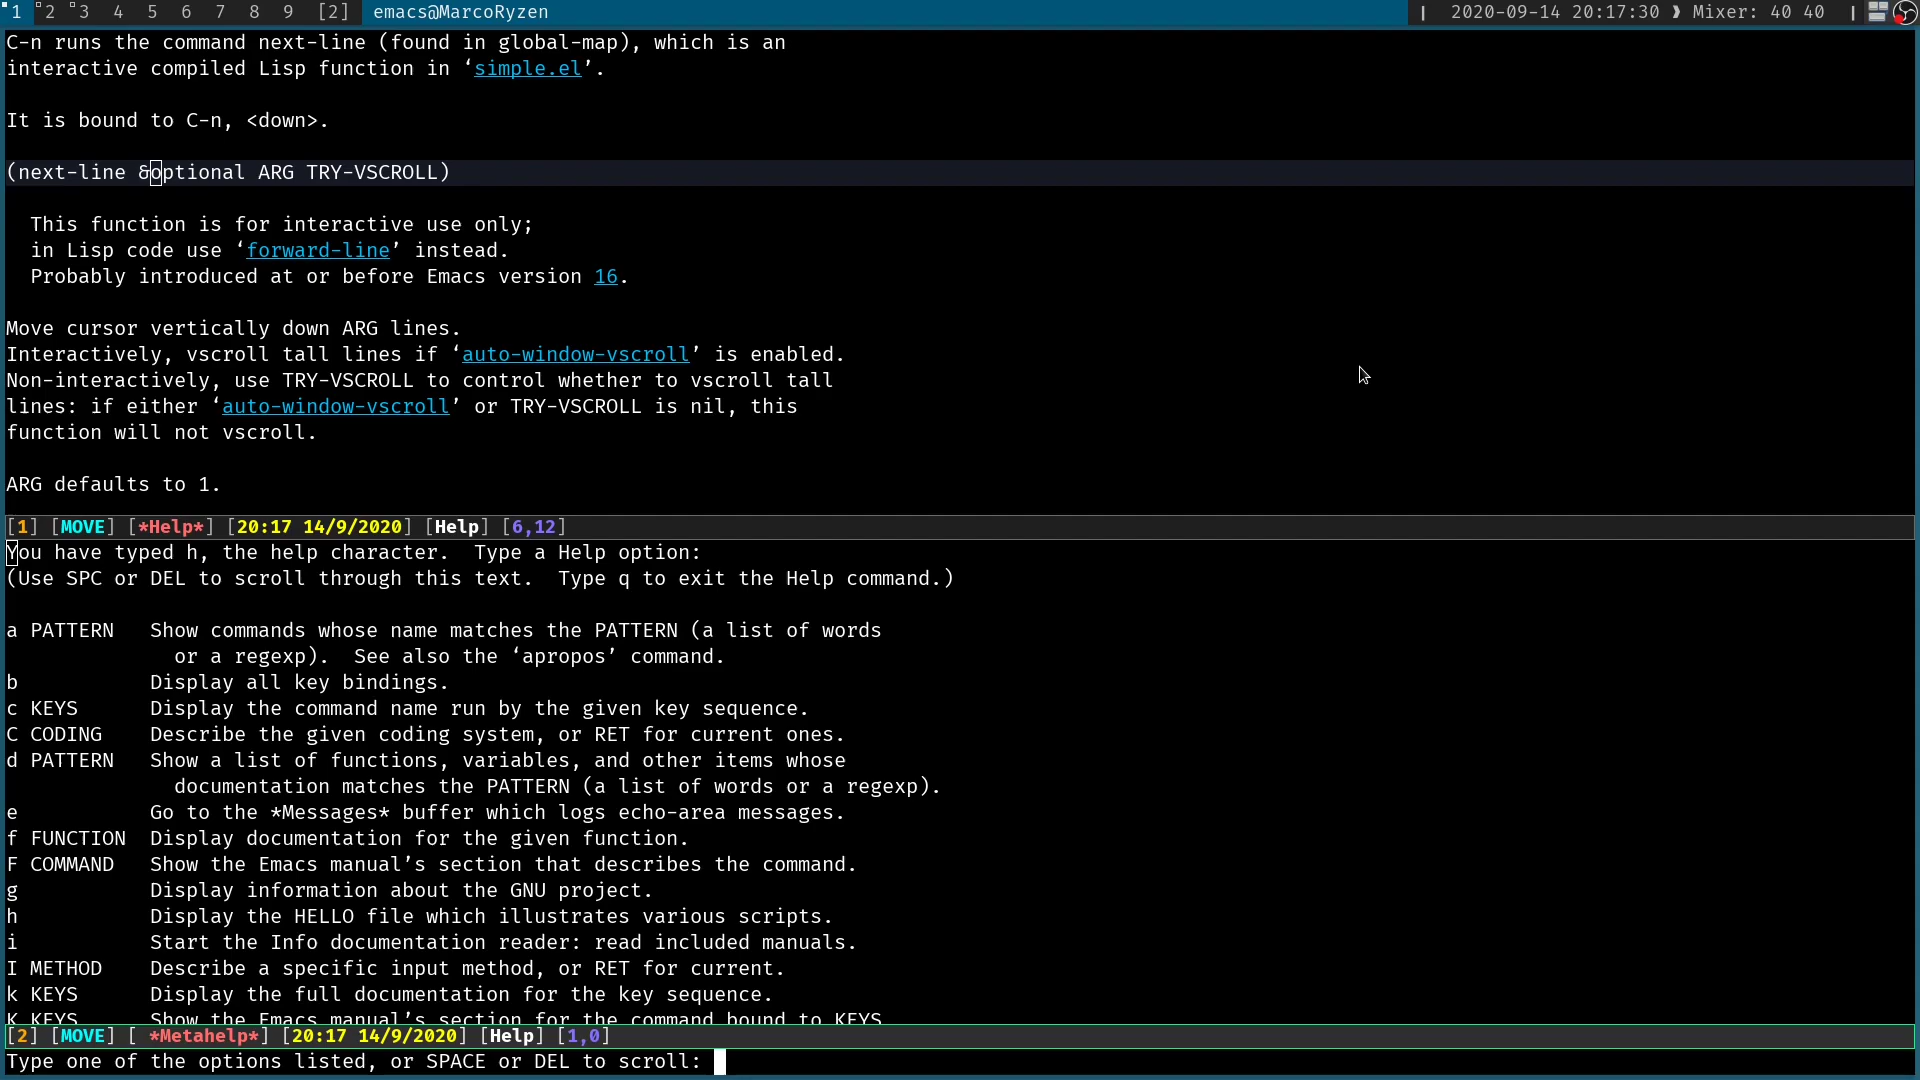 1 2 3 4 5 6 7 8 9 [2] emacs@MarcoRyzen | 2020-09-14 20:17:30 ❱ Mixer: 40 40 |
C-n runs the command next-line (found in global-map), which is an
interactive compiled Lisp function in ‘simple.el’.
It is bound to C-n, <down>.
(next-line &optional ARG TRY-VSCROLL)
This function is for interactive use only;
in Lisp code use ‘forward-line’ instead.
Probably introduced at or before Emacs version 16.
Move cursor vertically down ARG lines.
Interactively, vscroll tall lines if ‘auto-window-vscroll’ is enabled.
Non-interactively, use TRY-VSCROLL to control whether to vscroll tall
lines: if either ‘auto-window-vscroll’ or TRY-VSCROLL is nil, this
function will not vscroll.
ARG defaults to 1.
[1] [MOVE] [*Help*] [20:17 14/9/2020] [Help] [6,12]
You have typed h, the help character.  Type a Help option:
(Use SPC or DEL to scroll through this text.  Type q to exit the Help command.)
a PATTERN   Show commands whose name matches the PATTERN (a list of words
or a regexp).  See also the ‘apropos’ command.
b           Display all key bindings.
c KEYS      Display the command name run by the given key sequence.
C CODING    Describe the given coding system, or RET for current ones.
d PATTERN   Show a list of functions, variables, and other items whose
documentation matches the PATTERN (a list of words or a regexp).
e           Go to the *Messages* buffer which logs echo-area messages.
f FUNCTION  Display documentation for the given function.
F COMMAND   Show the Emacs manual’s section that describes the command.
g           Display information about the GNU project.
h           Display the HELLO file which illustrates various scripts.
i           Start the Info documentation reader: read included manuals.
I METHOD    Describe a specific input method, or RET for current.
k KEYS      Display the full documentation for the key sequence.
K KEYS      Show the Emacs manual’s section for the command bound to KEYS
[2] [MOVE] [ *Metahelp*] [20:17 14/9/2020] [Help] [1,0]
Type one of the options listed, or SPACE or DEL to scroll: